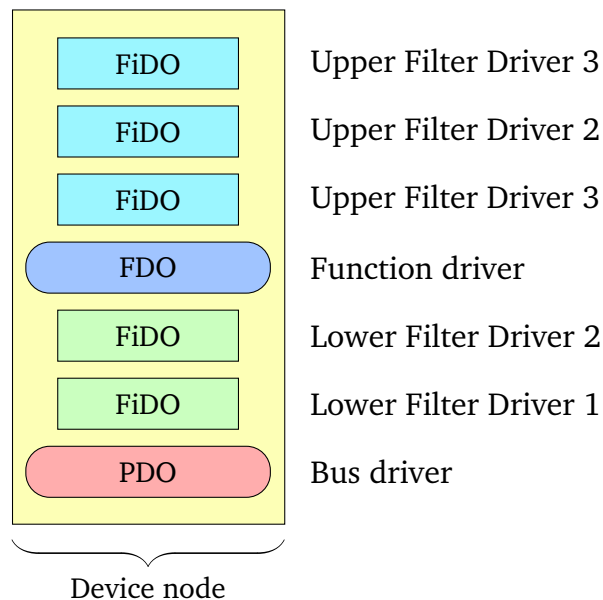 FiDO Upper Filter Driver 3
FiDO Upper Filter Driver 2
FiDO Upper Filter Driver 3
FDO Function driver
FiDO Lower Filter Driver 2
FiDO Lower Filter Driver 1
PDO Bus driver
Device node